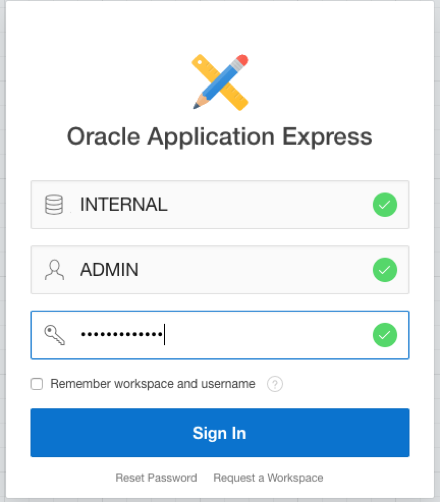 Oracle Application Express
INTERNAL
ADMIN
•••••••••••••
Remember workspace and username ?
Sign In
Reset Password Request a Workspace